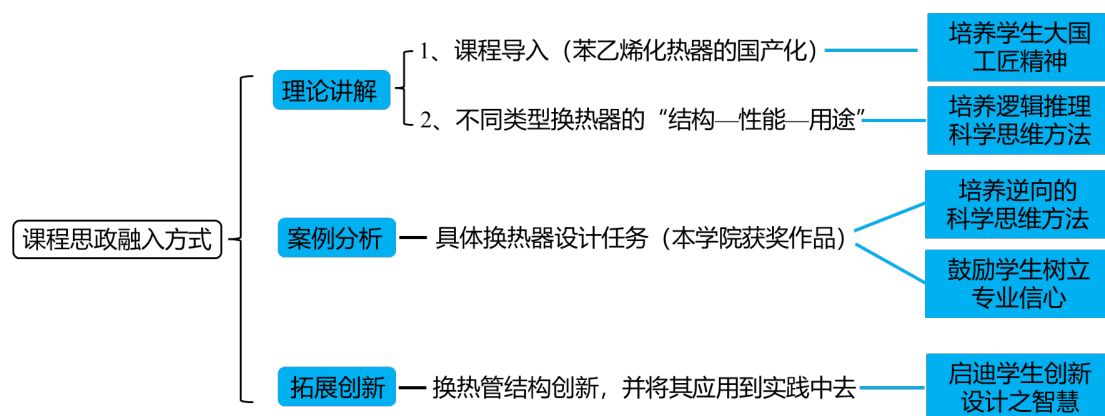 课程思政融入方式
理论讲解
1、课程导入（苯乙烯化热器的国产化）
培养学生大国
工匠精神
2、不同类型换热器的“结构—性能—用途”
培养逻辑推理
科学思维方法
案例分析
具体换热器设计任务（本学院获奖作品）
培养逆向的
科学思维方法
鼓励学生树立
专业信心
拓展创新
换热管结构创新，并将其应用到实践中去
启迪学生创新
设计之智慧